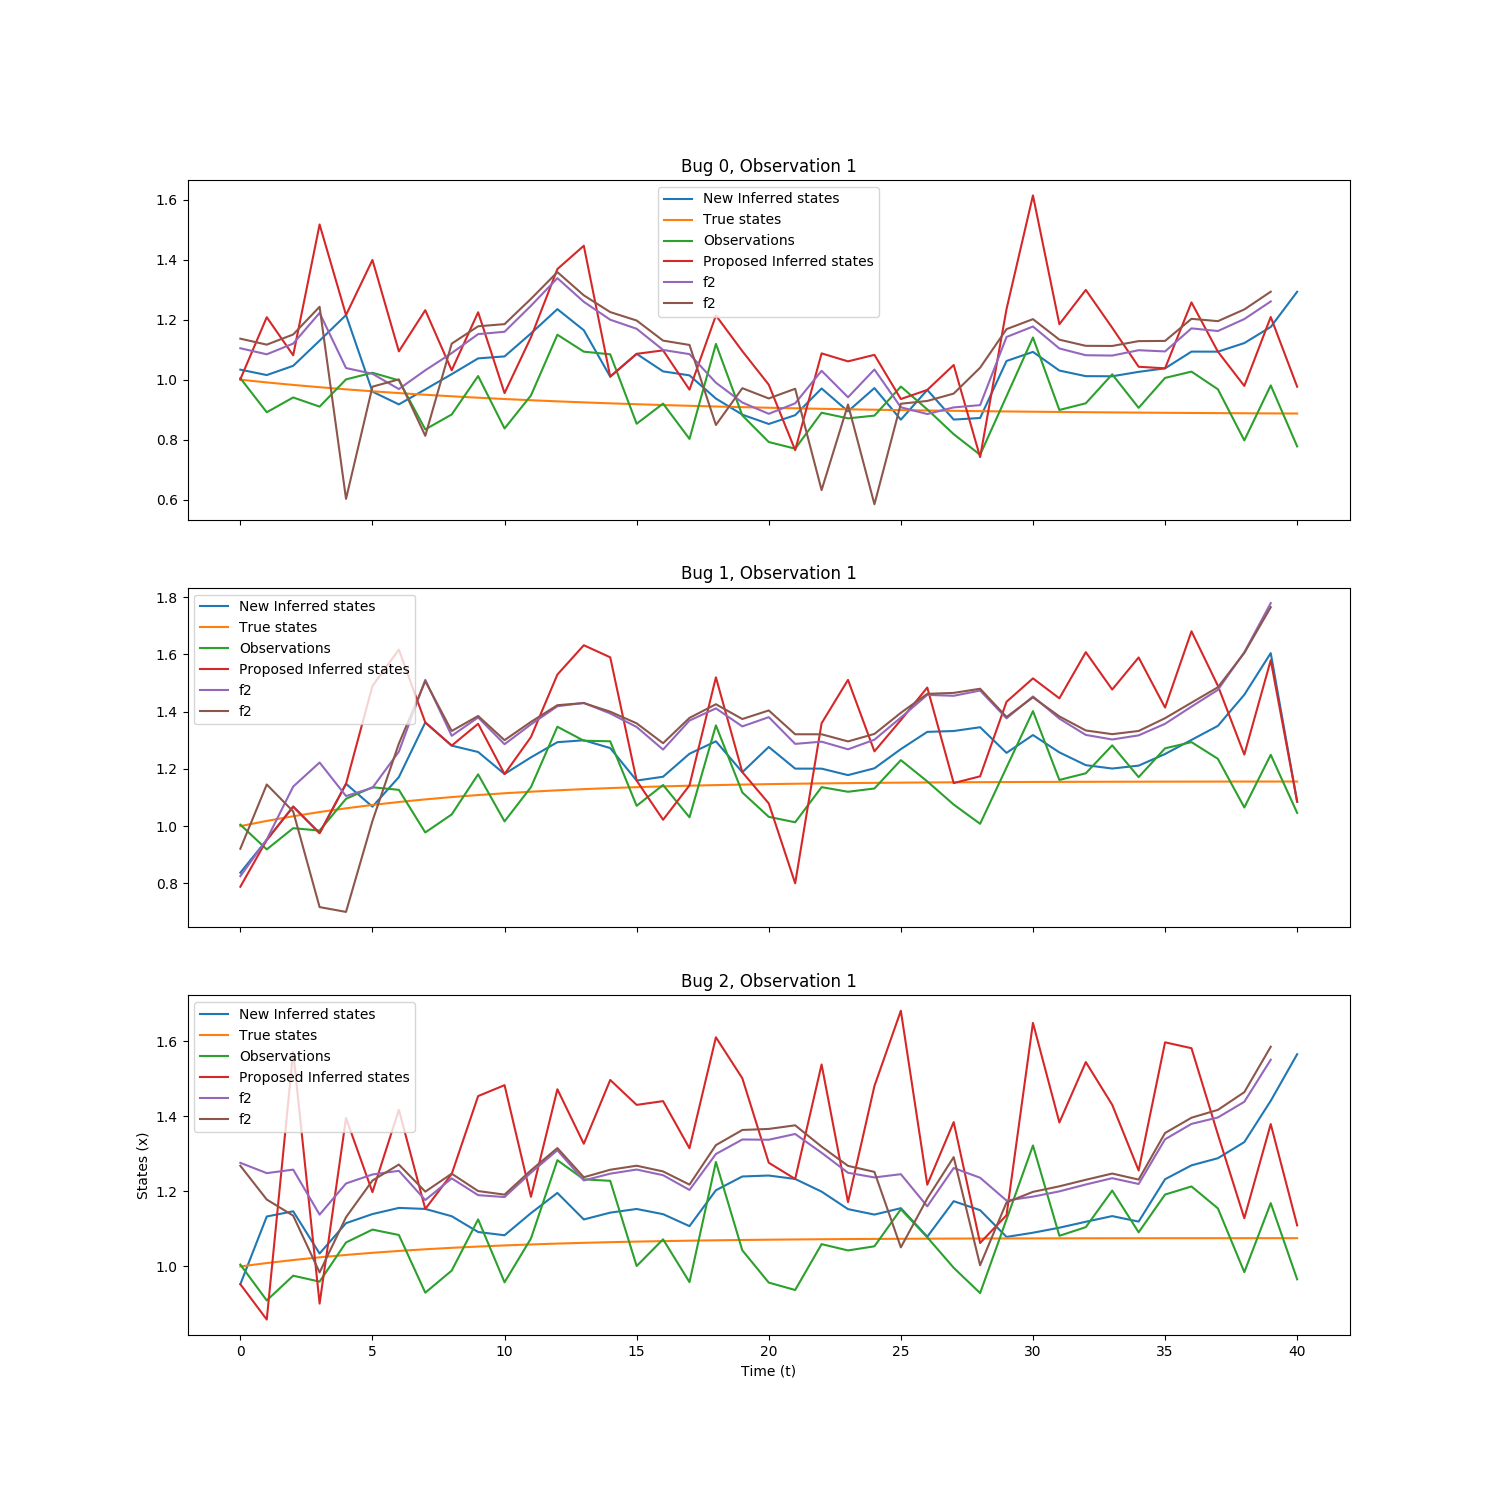 Bug 0, Observation 1
1.6
1.4
1.2
1.0
0.8
0.6
New Inferred states
True states
Observations
Proposed Inferred states
f2
f2
Bug 1, Observation 1
1.8
1.6
1.4
1.2
1.0
0.8
New Inferred states
True states
Observations
Proposed Inferred states
f2
f2
Bug 2, Observation 1
States (x)
1.6
1.4
1.2
1.0
New Inferred states
True states
Observations
Proposed Inferred states
f2
f2
0 5 10 15 20 25 30 35 40
Time (t)